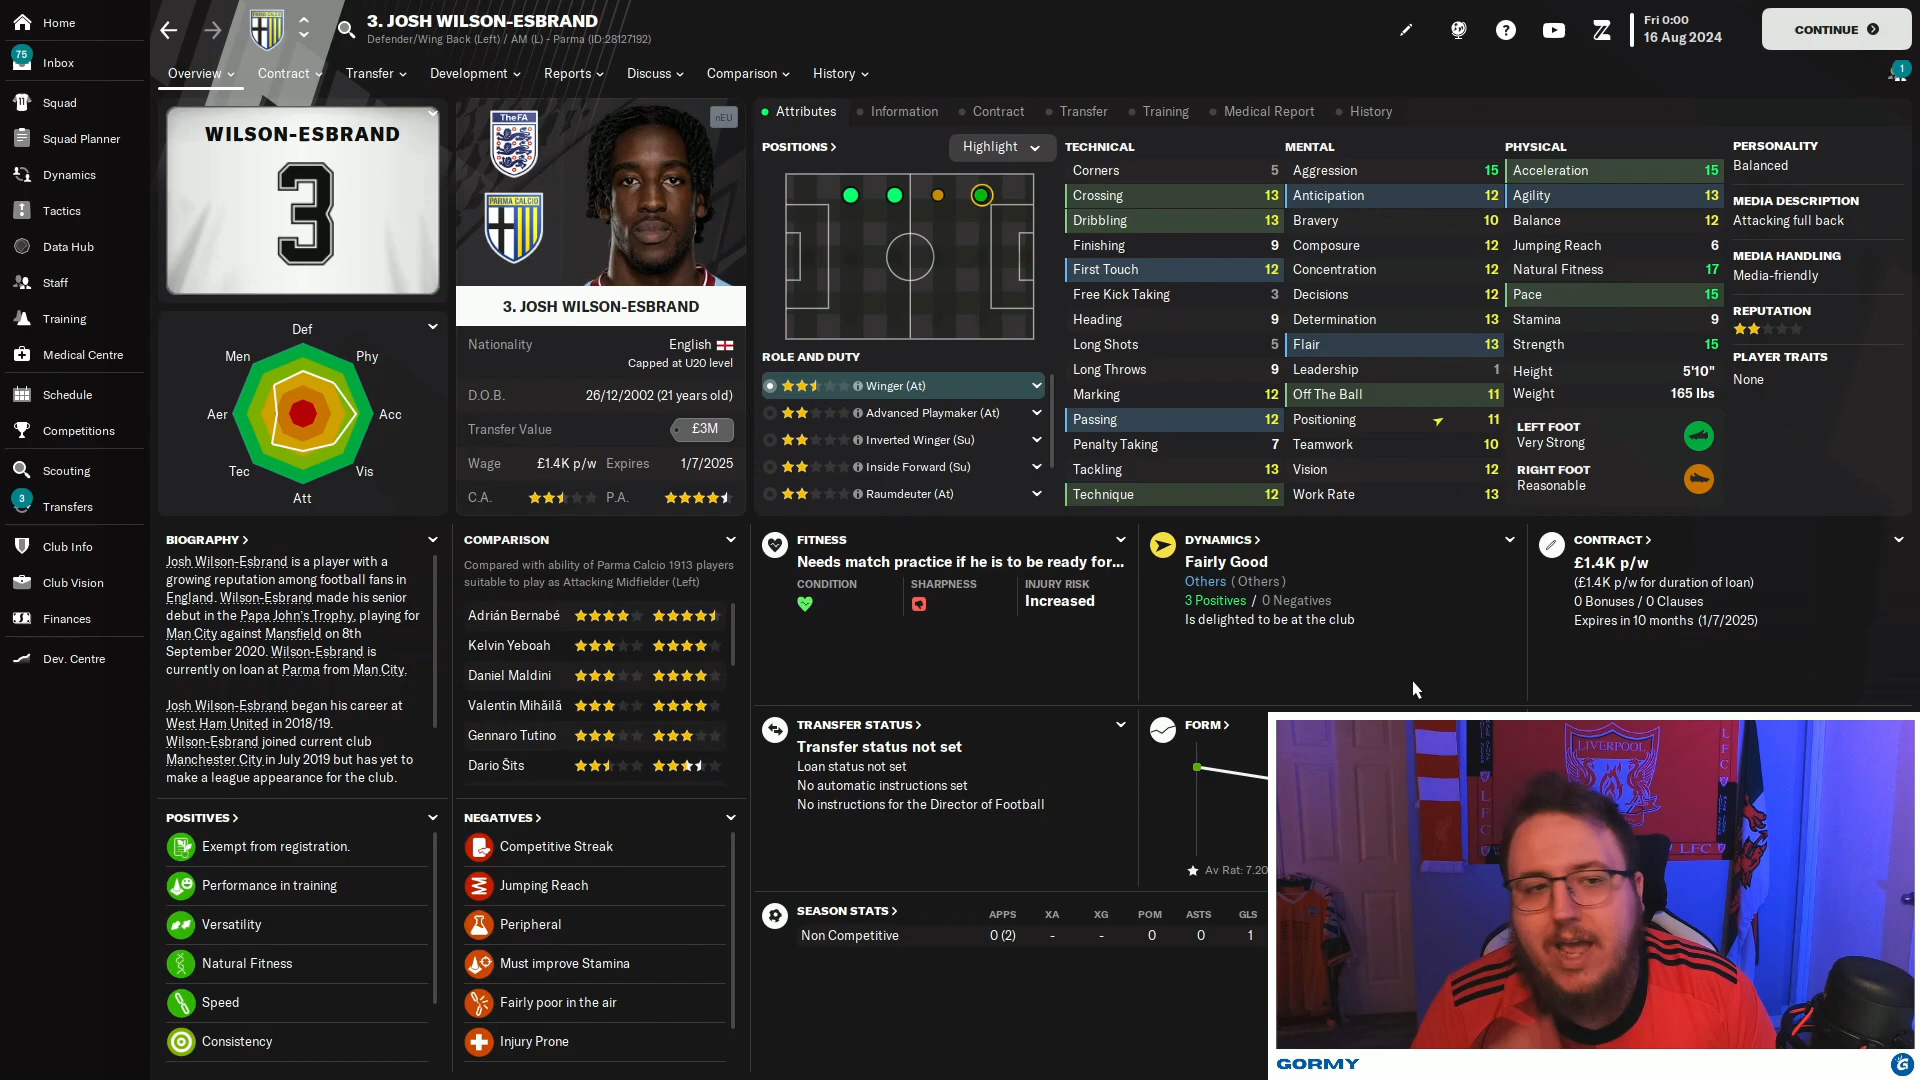 Home
75
Inbox
Squad
Squad Planner
Dynamics
Tactics
Data Hub
Staff
Training
Medical Centre
Schedule
Competitions
Scouting
3
Transfers
Club Info
Club Vision
Finances
Dev. Centre
3. JOSH WILSON-ESBRAND
Defender/Wing Back (Left) / AM (L) - Parma (ID:28127192)
Fri 0:00
16 Aug 2024
CONTINUE
1
Overview Contract Transfer Development Reports Discuss Comparison History
WILSON-ESBRAND
3
Def
Men Phy
Aer Acc
Tec Vis
Att
The FA
PARMA CALCIO
nEU
3. JOSH WILSON-ESBRAND
Nationality English
Capped at U20 level
D.O.B. 26/12/2002 (21 years old)
Transfer Value £3M
Wage £1.4K p/w Expires 1/7/2025
C.A. P.A.
Attributes Information Contract Transfer Training Medical Report History
POSITIONS >
Highlight
ROLE AND DUTY
Winger (At)
Advanced Playmaker (At)
Inverted Winger (Su)
Inside Forward (Su)
Raumdeuter (At)
TECHNICAL
Corners 5
Crossing 13
Dribbling 13
Finishing 9
First Touch 12
Free Kick Taking 3
Heading 9
Long Shots 5
Long Throws 9
Marking 12
Passing 12
Penalty Taking 7
Tackling 13
Technique 12
MENTAL
Aggression 15
Anticipation 12
Bravery 10
Composure 12
Concentration 12
Decisions 12
Determination 13
Flair 13
Leadership 1
Off The Ball 11
Positioning 11
Teamwork 10
Vision 12
Work Rate 13
PHYSICAL
Acceleration 15
Agility 13
Balance 12
Jumping Reach 6
Natural Fitness 17
Pace 15
Stamina 9
Strength 15
Height 5'10"
Weight 165 lbs
LEFT FOOT
Very Strong
RIGHT FOOT
Reasonable
PERSONALITY
Balanced
MEDIA DESCRIPTION
Attacking full back
MEDIA HANDLING
Media-friendly
REPUTATION
PLAYER TRAITS
None
BIOGRAPHY >
Josh Wilson-Esbrand is a player with a
growing reputation among football fans in
England. Wilson-Esbrand made his senior
debut in the Papa John's Trophy, playing for
Man City against Mansfield on 8th
September 2020. Wilson-Esbrand is
currently on loan at Parma from Man City.
Josh Wilson-Esbrand began his career at
West Ham United in 2018/19.
Wilson-Esbrand joined current club
Manchester City in July 2019 but has yet to
make a league appearance for the club.
COMPARISON
Compared with ability of Parma Calcio 1913 players
suitable to play as Attacking Midfielder (Left)
Adrián Bernabé
Kelvin Yeboah
Daniel Maldini
Valentin Mihăilă
Gennaro Tutino
Dario Šits
FITNESS
Needs match practice if he is to be ready for...
CONDITION SHARPNESS INJURY RISK
Increased
DYNAMICS >
Fairly Good
Others (Others)
3 Positives / 0 Negatives
Is delighted to be at the club
CONTRACT >
£1.4K p/w
(£1.4K p/w for duration of loan)
0 Bonuses / 0 Clauses
Expires in 10 months (1/7/2025)
TRANSFER STATUS >
Transfer status not set
Loan status not set
No automatic instructions set
No instructions for the Director of Football
FORM >
Av Rat: 7.20
SEASON STATS > APPS XA XG POM ASTS GLS
Non Competitive 0 (2) - - 0 0 1
POSITIVES >
Exempt from registration.
Performance in training
Versatility
Natural Fitness
Speed
Consistency
NEGATIVES >
Competitive Streak
Jumping Reach
Peripheral
Must improve Stamina
Fairly poor in the air
Injury Prone
LIVERPOOL
LFC
GORMY